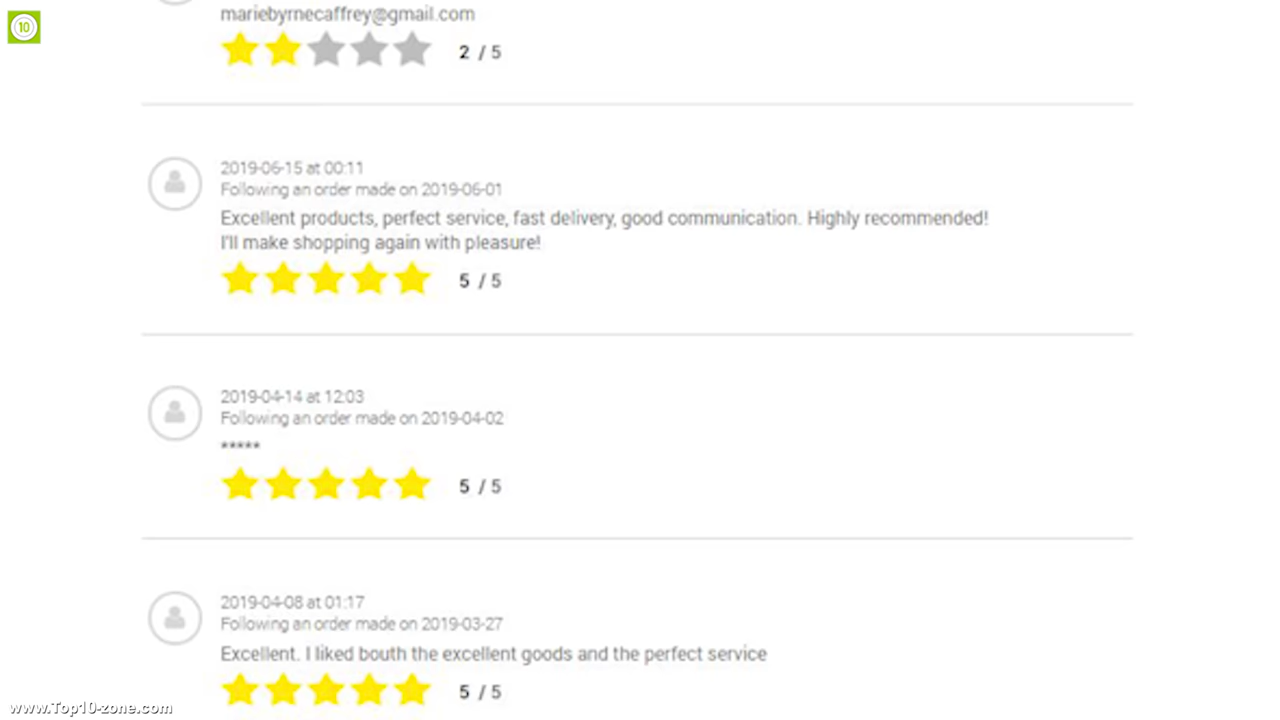 10
mariebyrnecaffrey@gmail.com
2 / 5
2019-06-15 at 00:11
Following an order made on 2019-06-01
Excellent products, perfect service, fast delivery, good communication. Highly recommended!
I'll make shopping again with pleasure!
5 / 5
2019-04-14 at 12:03
Following an order made on 2019-04-02
*****
5 / 5
2019-04-08 at 01:17
Following an order made on 2019-03-27
Excellent. I liked bouth the excellent goods and the perfect service
5 / 5
www.Top10-zone.com